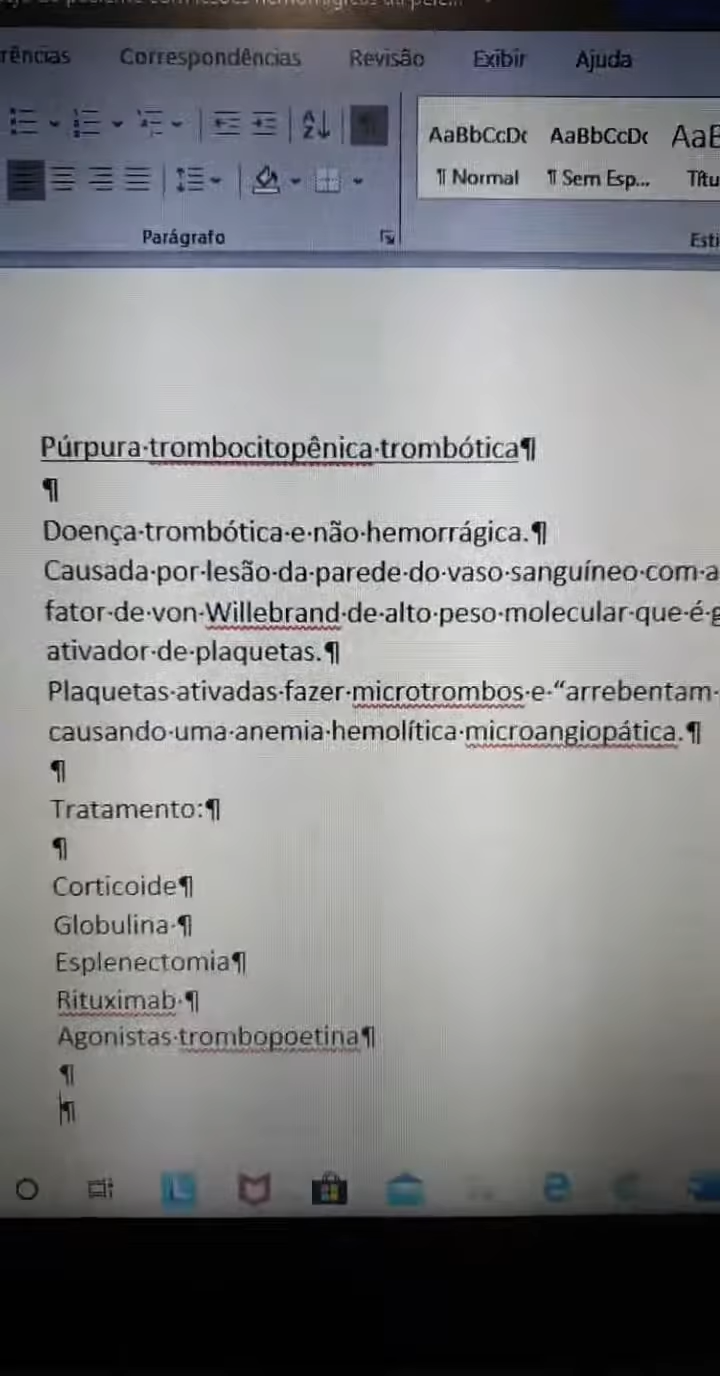 rências Correspondências Revisão Exibir Ajuda
AaBbCcDc AaBbCcDc AaB
¶ Normal ¶ Sem Esp... Títu
Parágrafo Esti
Púrpura·trombocitopênica·trombótica¶
¶
Doença·trombótica·e·não·hemorrágica.¶
Causada·por·lesão·da·parede·do·vaso·sanguíneo·com·a
fator·de·von·Willebrand·de·alto·peso·molecular·que·é·g
ativador·de·plaquetas.¶
Plaquetas·ativadas·fazer·microtrombos·e·“arrebentam·
causando·uma·anemia·hemolítica·microangiopática.¶
¶
Tratamento:¶
¶
Corticoide¶
Globulina·¶
Esplenectomia¶
Rituximab·¶
Agonistas·trombopoetina¶
¶
¶